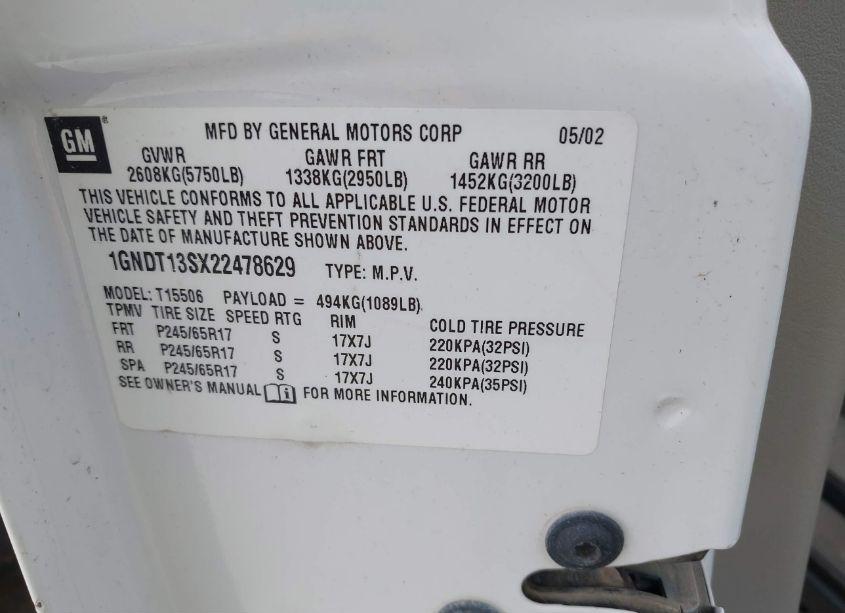 GM ®
MFD BY GENERAL MOTORS CORP 05/02
GVWR GAWR FRT GAWR RR
2608KG(5750LB) 1338KG(2950LB) 1452KG(3200LB)
THIS VEHICLE CONFORMS TO ALL APPLICABLE U.S. FEDERAL MOTOR
VEHICLE SAFETY AND THEFT PREVENTION STANDARDS IN EFFECT ON
THE DATE OF MANUFACTURE SHOWN ABOVE.
1GNDT13SX22478629 TYPE: M.P.V.
MODEL: T15506 PAYLOAD = 494KG(1089LB)
TPMV TIRE SIZE SPEED RTG RIM COLD TIRE PRESSURE
FRT P245/65R17 S 17X7J 220KPA(32PSI)
RR P245/65R17 S 17X7J 220KPA(32PSI)
SPA P245/65R17 S 17X7J 240KPA(35PSI)
SEE OWNER'S MANUAL FOR MORE INFORMATION.